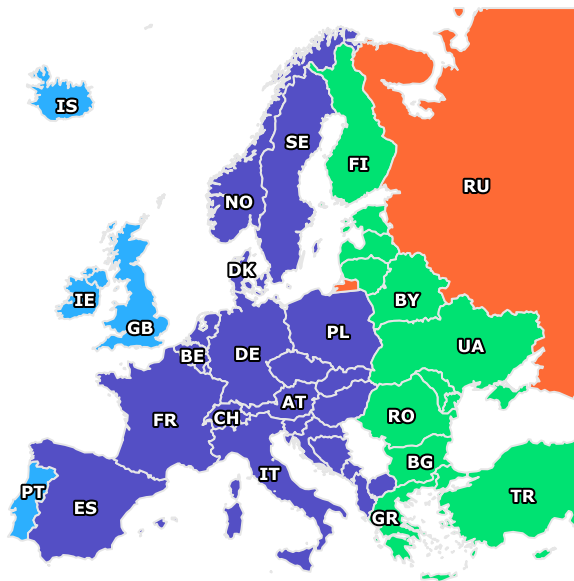 IS
SE
FI
RU
NO
DK
IE
GB
BY
PL
UA
BE
DE
AT
RO
FR
CH
BG
IT
PT
ES
TR
GR